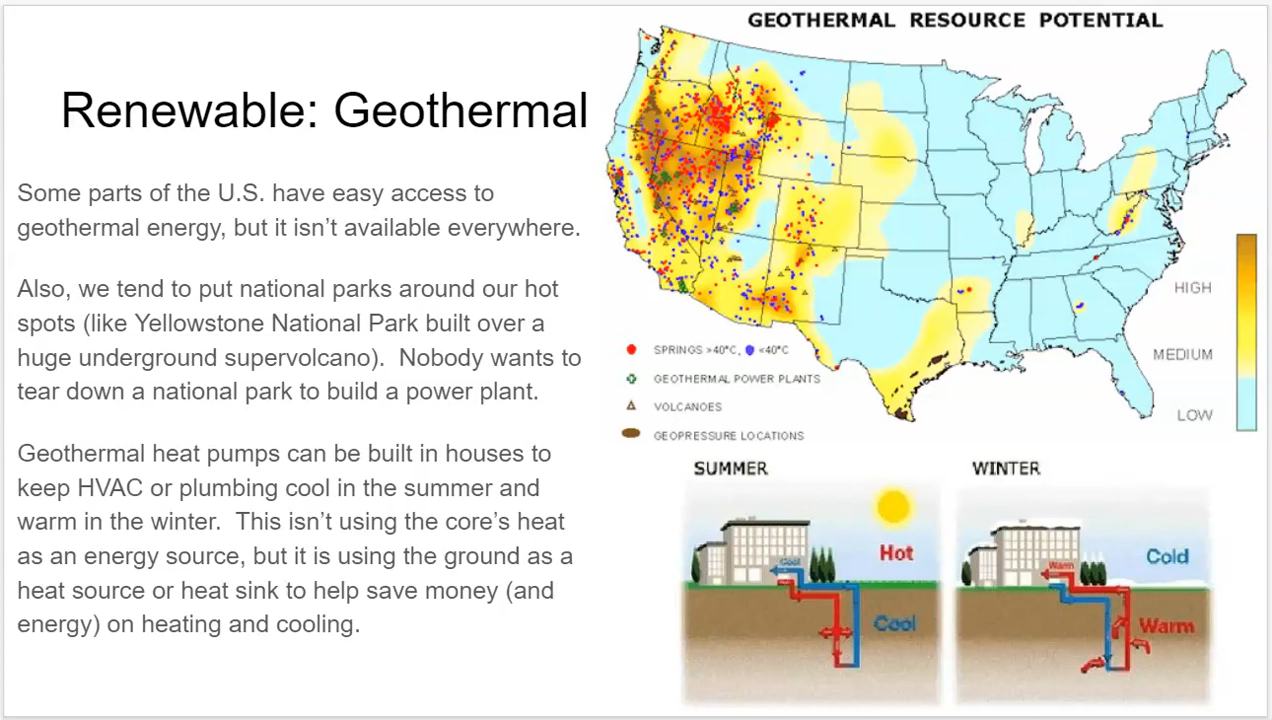 GEOTHERMAL RESOURCE POTENTIAL
Renewable: Geothermal
Some parts of the U.S. have easy access to
geothermal energy, but it isn’t available everywhere.
Also, we tend to put national parks around our hot
spots (like Yellowstone National Park built over a
huge underground supervolcano).  Nobody wants to
tear down a national park to build a power plant.
Geothermal heat pumps can be built in houses to
keep HVAC or plumbing cool in the summer and
warm in the winter.  This isn’t using the core’s heat
as an energy source, but it is using the ground as a
heat source or heat sink to help save money (and
energy) on heating and cooling.
HIGH
MEDIUM
LOW
SPRINGS >40°C, <40°C
GEOTHERMAL POWER PLANTS
VOLCANOES
GEOPRESSURE LOCATIONS
SUMMER
Hot
Cool
Cool
WINTER
Cold
Warm
Warm